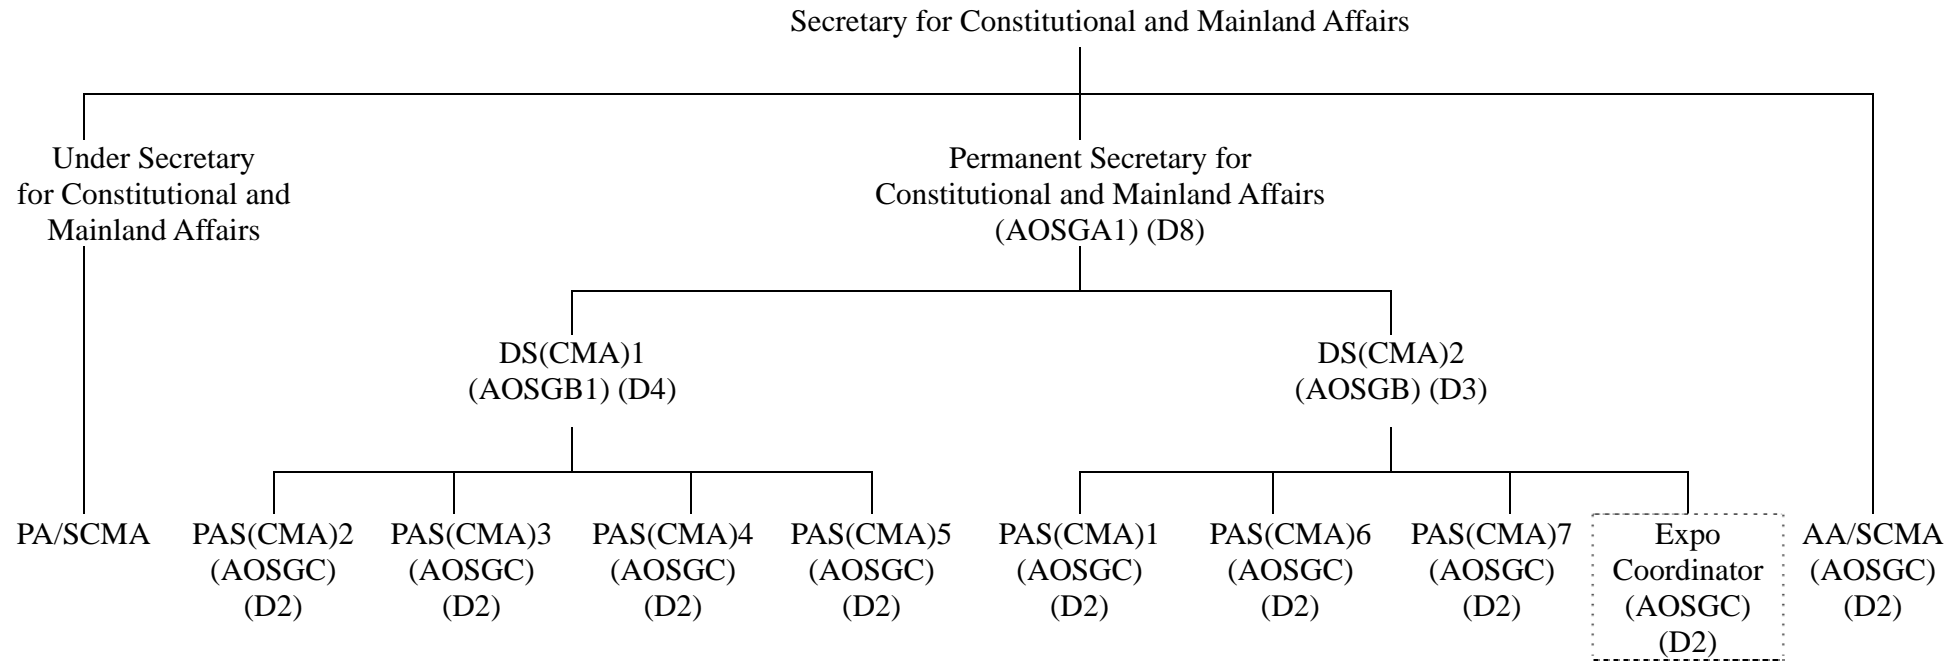 Secretary for Constitutional and Mainland Affairs
Under Secretary
for Constitutional and
Mainland Affairs
Permanent Secretary for
Constitutional and Mainland Affairs
(AOSGA1) (D8)
DS(CMA)1
(AOSGB1) (D4)
DS(CMA)2
(AOSGB) (D3)
PA/SCMA
PAS(CMA)2
(AOSGC)
(D2)
PAS(CMA)3
(AOSGC)
(D2)
PAS(CMA)4
(AOSGC)
(D2)
PAS(CMA)5
(AOSGC)
(D2)
PAS(CMA)1
(AOSGC)
(D2)
PAS(CMA)6
(AOSGC)
(D2)
PAS(CMA)7
(AOSGC)
(D2)
Expo
Coordinator
(AOSGC)
(D2)
AA/SCMA
(AOSGC)
(D2)